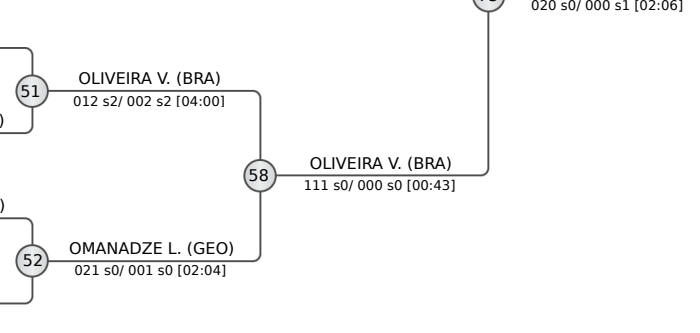 020 s0/ 000 s1 [02:06]
OLIVEIRA V. (BRA)
51
012 s2/ 002 s2 [04:00]
)
OLIVEIRA V. (BRA)
58
111 s0/ 000 s0 [00:43]
)
OMANADZE L. (GEO)
52
021 s0/ 001 s0 [02:04]